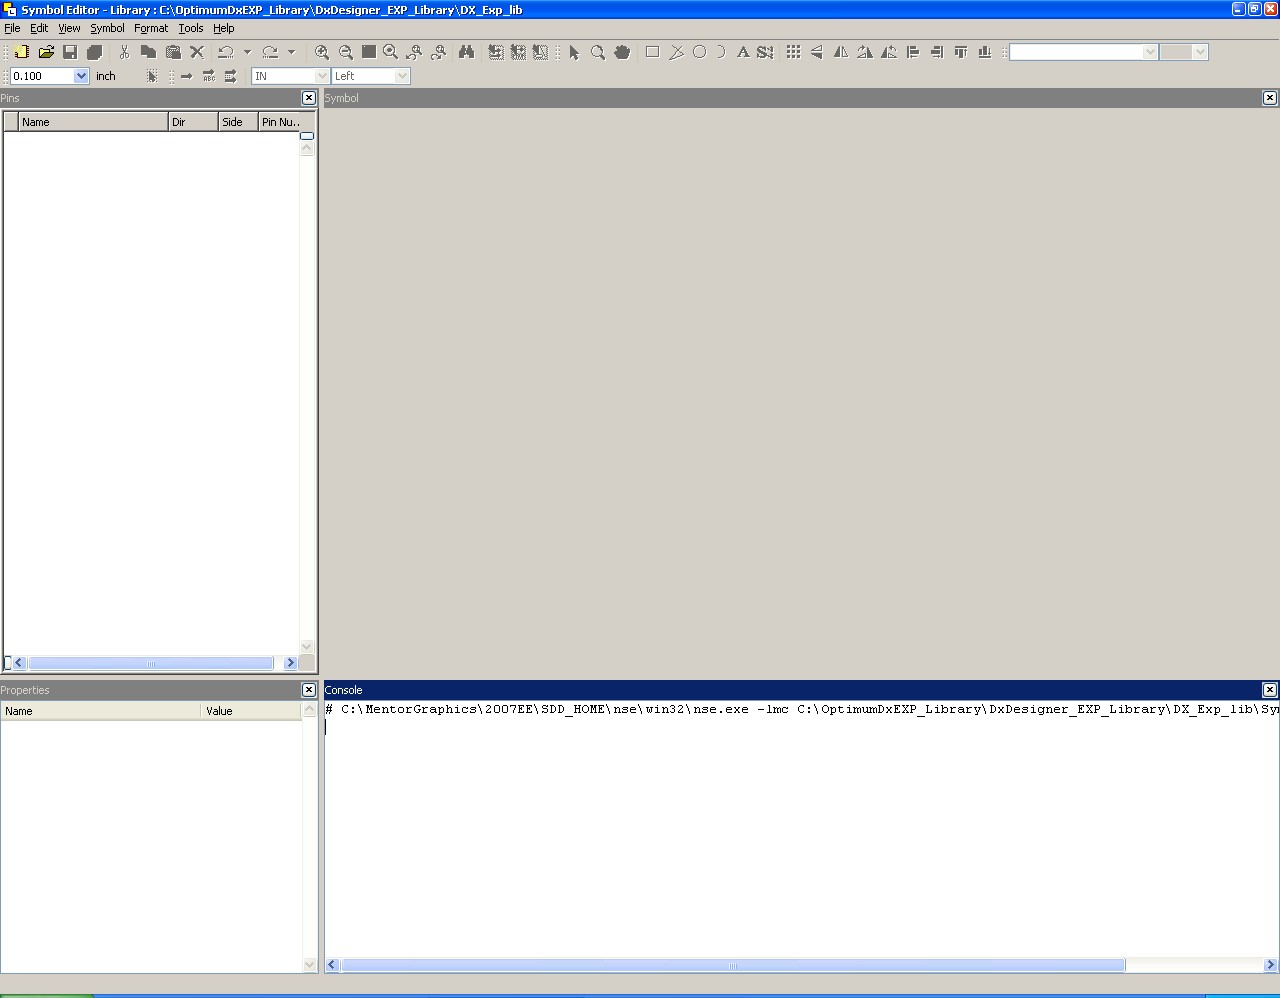 Symbol Editor - Library : C:\OptimumDxEXP_Library\DxDesigner_EXP_Library\DX_Exp_lib
File Edit View Symbol Format Tools Help
0.100 inch IN Left
Pins
Symbol
Name Dir Side Pin Nu..
Properties
Name Value
Console
# C:\MentorGraphics\2007EE\SDD_HOME\nse\win32\nse.exe -lmc C:\OptimumDxEXP_Library\DxDesigner_EXP_Library\DX_Exp_lib\Sym